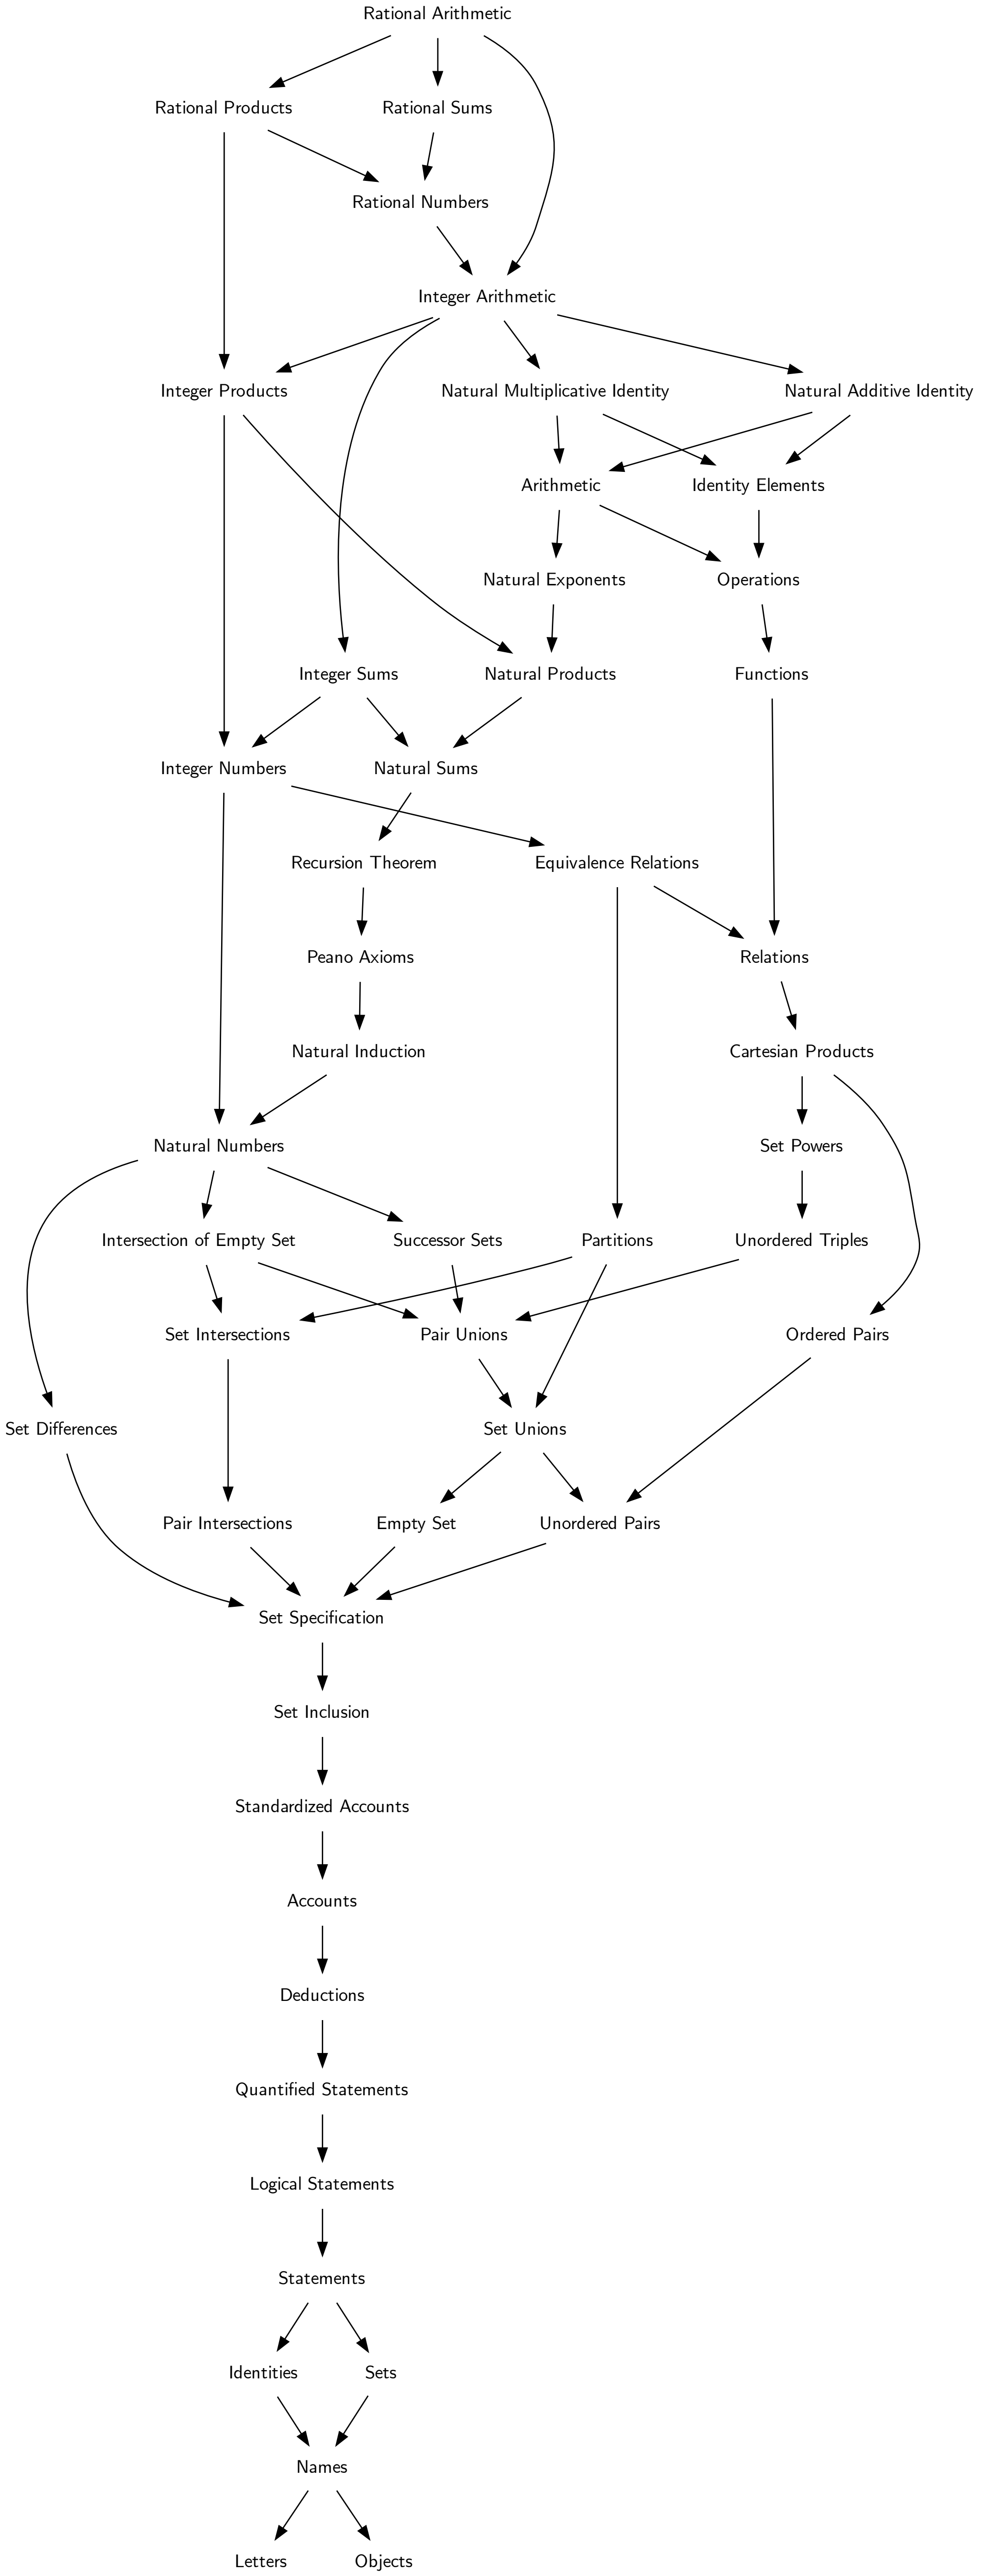 Rational Arithmetic
Rational Products
Rational Sums
Rational Numbers
Integer Arithmetic
Integer Products
Natural Multiplicative Identity
Natural Additive Identity
Arithmetic
Identity Elements
Natural Exponents
Operations
Integer Sums
Natural Products
Functions
Integer Numbers
Natural Sums
Recursion Theorem
Equivalence Relations
Peano Axioms
Relations
Natural Induction
Cartesian Products
Natural Numbers
Set Powers
Intersection of Empty Set
Successor Sets
Partitions
Unordered Triples
Set Intersections
Pair Unions
Ordered Pairs
Set Differences
Set Unions
Pair Intersections
Empty Set
Unordered Pairs
Set Specification
Set Inclusion
Standardized Accounts
Accounts
Deductions
Quantified Statements
Logical Statements
Statements
Identities
Sets
Names
Letters
Objects